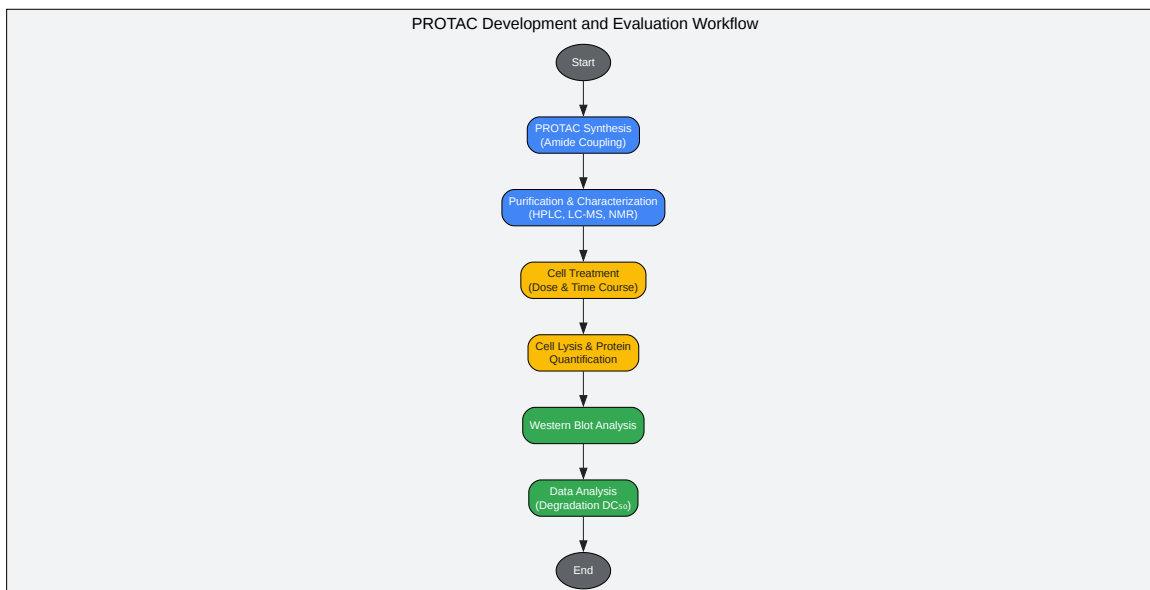 PROTAC Development and Evaluation Workflow
Start
PROTAC Synthesis
(Amide Coupling)
Purification & Characterization
(HPLC, LC-MS, NMR)
Cell Treatment
(Dose & Time Course)
Cell Lysis & Protein
Quantification
Western Blot Analysis
Data Analysis
(Degradation DC₅₀)
End